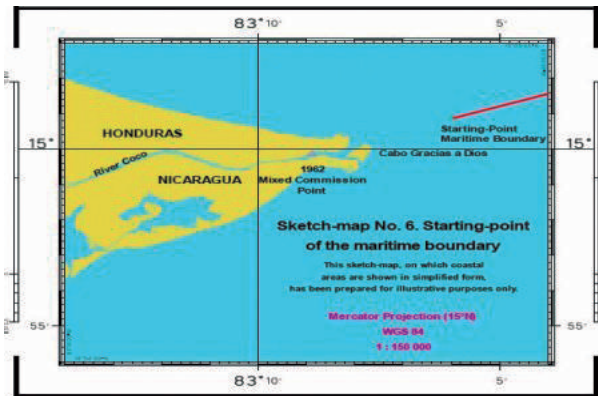 83° 10'
5'
HONDURAS
Starting-Point
Maritime Boundary
15°
15°
Cabo Gracias a Dios
River Coco
1962
NICARAGUA
Mixed Commission
Point
Sketch-map No. 6. Starting-point
of the maritime boundary
This sketch-map, on which coastal
areas are shown in simplified form,
has been prepared for illustrative purposes only.
Mercator Projection (15°N)
WGS 84
1 : 150 000
55'
55'
83° 10'
5'